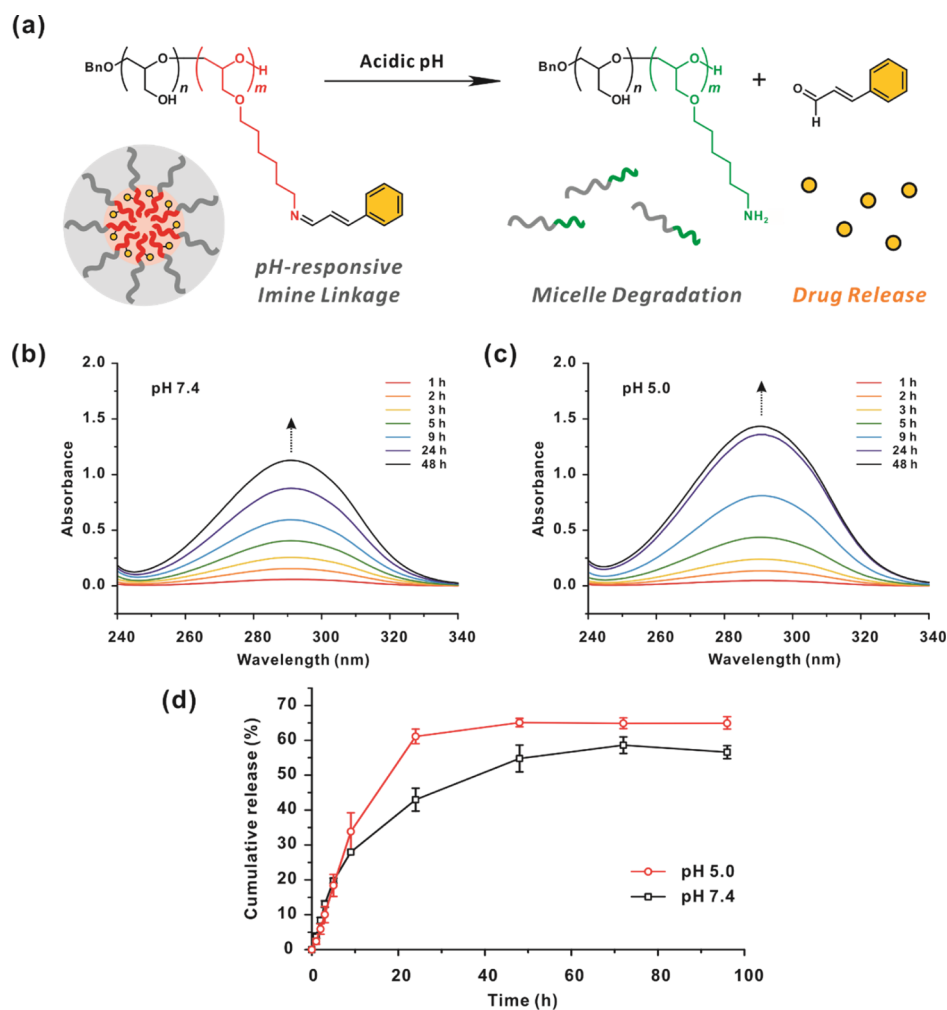 (a)
BnO ( O ) n ( O ) m H
OH
O
N
Acidic pH
BnO ( O ) n ( O ) m H
OH
O
NH2
+
O
H
pH-responsive
Imine Linkage
Micelle Degradation
Drug Release
(b)
pH 7.4
1 h
2 h
3 h
5 h
9 h
24 h
48 h
2.0
1.5
1.0
0.5
0.0
Absorbance
240 260 280 300 320 340
Wavelength (nm)
(c)
pH 5.0
1 h
2 h
3 h
5 h
9 h
24 h
48 h
2.0
1.5
1.0
0.5
0.0
Absorbance
240 260 280 300 320 340
Wavelength (nm)
(d)
70
60
50
40
30
20
10
0
Cumulative release (%)
pH 5.0
pH 7.4
0 20 40 60 80 100
Time (h)